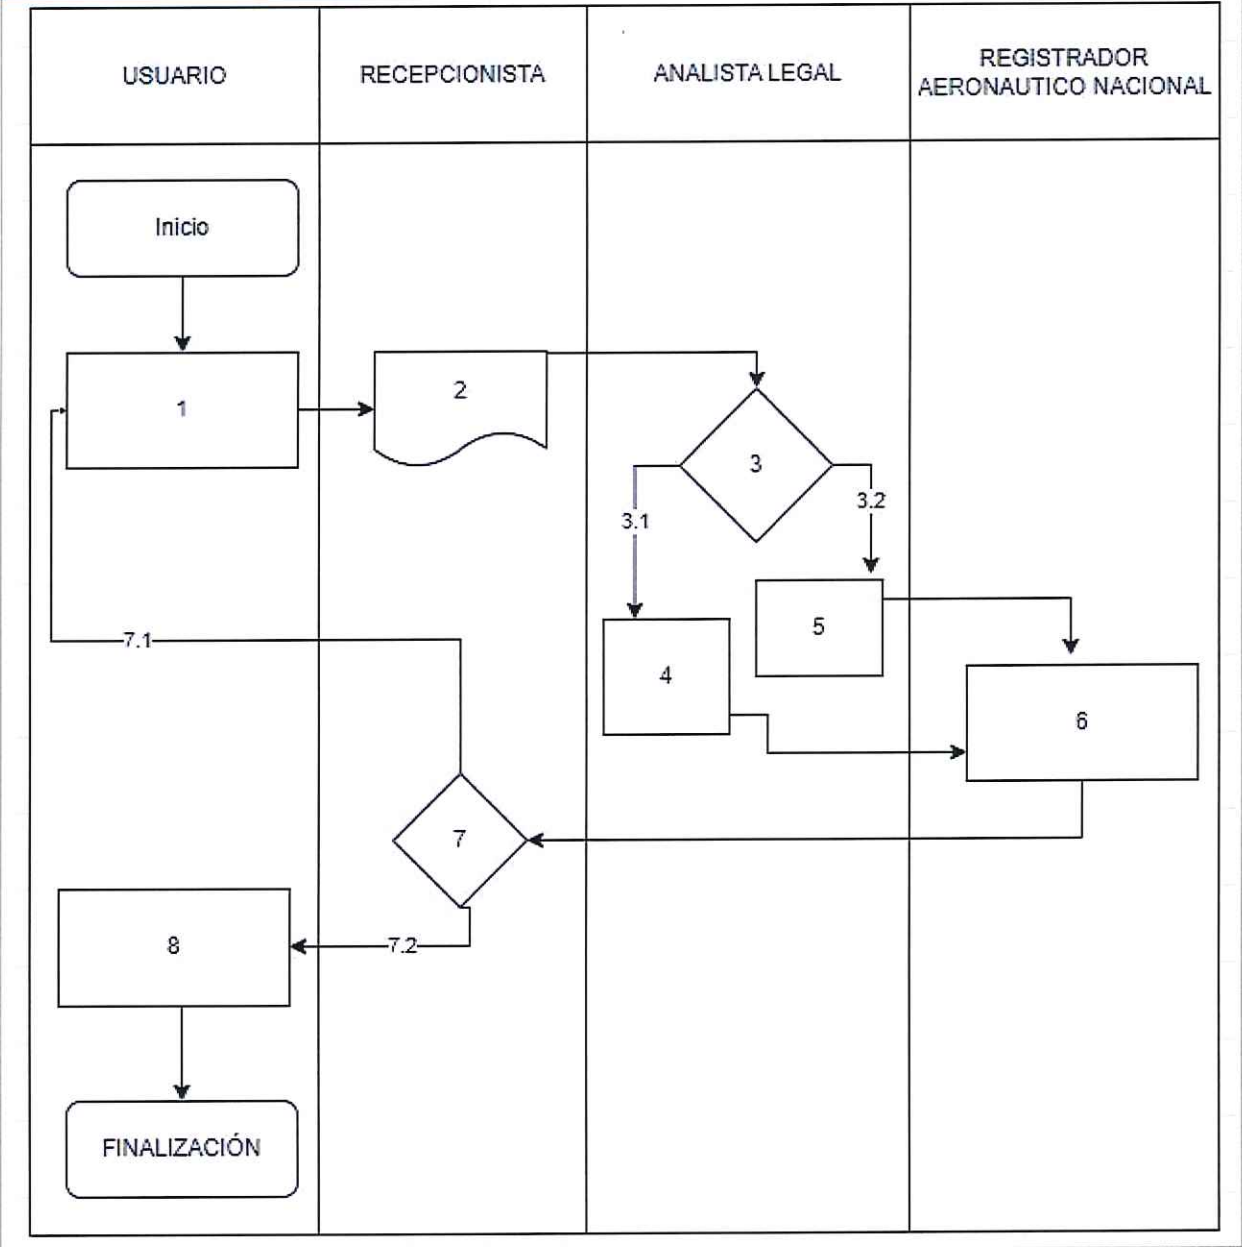 USUARIO
RECEPCIONISTA
ANALISTA LEGAL
REGISTRADOR
AERONAUTICO NACIONAL
Inicio
1
2
3
3.1
3.2
4
5
6
7
7.1
7.2
8
FINALIZACIÓN